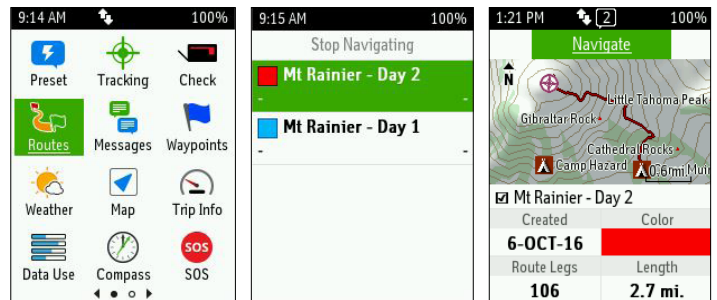 9:14 AM 100%
Preset Tracking Check
Routes Messages Waypoints
Weather Map Trip Info
SOS
Data Use Compass SOS
9:15 AM 100%
Stop Navigating
Mt Rainier - Day 2
- -
Mt Rainier - Day 1
- -
1:21 PM 2 100%
Navigate
N
Little Tahoma Peak
Gibraltar Rock
Cathedral Rocks
Camp Hazard 0.6mi Muir
Mt Rainier - Day 2
Created Color
6-OCT-16
Route Legs Length
106 2.7 mi.